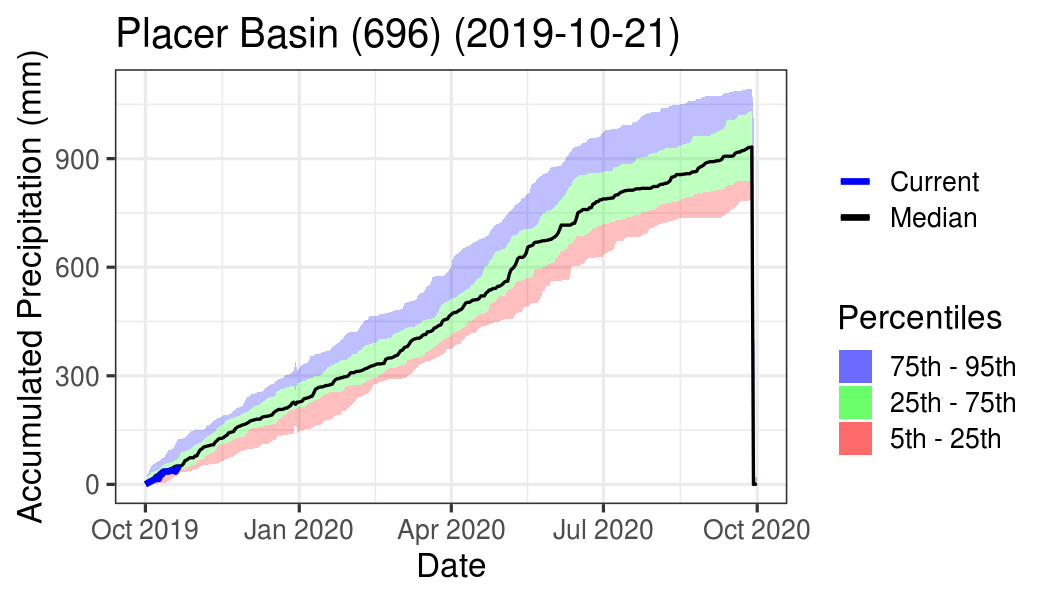 Placer Basin (696) (2019-10-21)
Accumulated Precipitation (mm)
900
600
300
0
Oct 2019
Jan 2020
Apr 2020
Jul 2020
Oct 2020
Date
Current
Median
Percentiles
75th - 95th
25th - 75th
5th - 25th